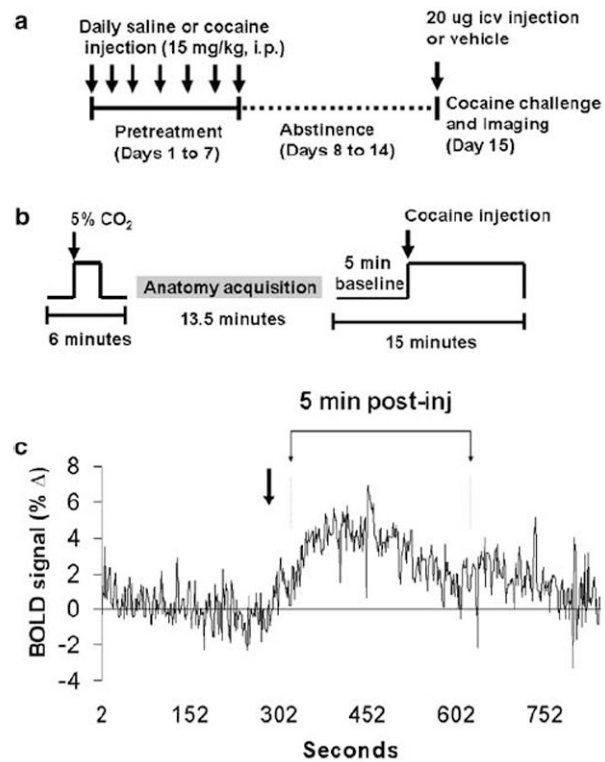 a
Daily saline or cocaine
injection (15 mg/kg, i.p.)
20 ug icv injection
or vehicle
Pretreatment
(Days 1 to 7)
Abstinence
(Days 8 to 14)
Cocaine challenge
and Imaging
(Day 15)
b
5% CO₂
Cocaine injection
Anatomy acquisition
5 min
baseline
6 minutes
13.5 minutes
15 minutes
5 min post-inj
c
BOLD signal (% Δ)
8
6
4
2
0
-2
-4
2 152 302 452 602 752
Seconds